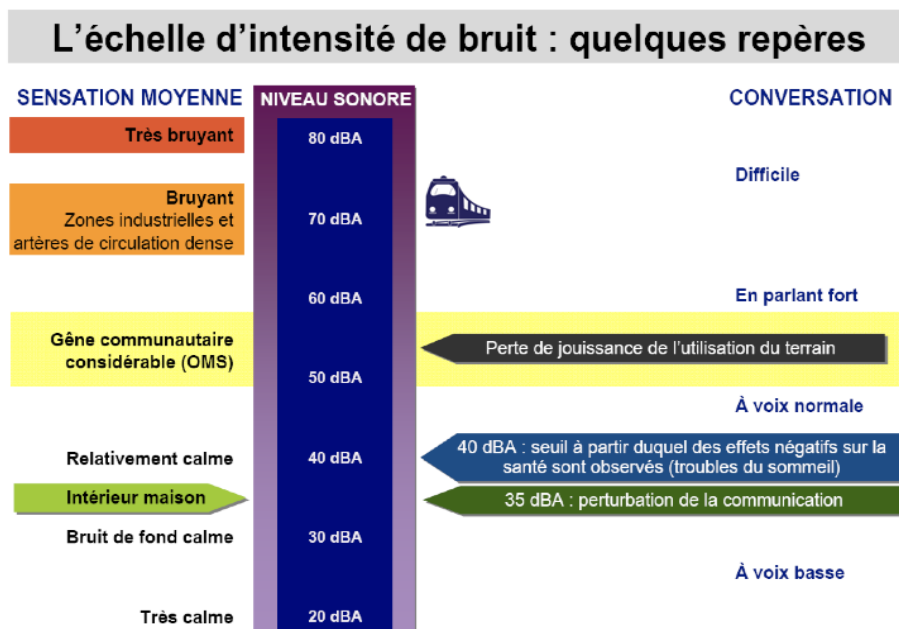 L'échelle d'intensité de bruit : quelques repères
SENSATION MOYENNE
NIVEAU SONORE
CONVERSATION
Très bruyant
80 dBA
Difficile
Bruyant
Zones industrielles et
artères de circulation dense
70 dBA
60 dBA
En parlant fort
Gêne communautaire
considérable (OMS)
Perte de jouissance de l'utilisation du terrain
50 dBA
À voix normale
Relativement calme
40 dBA
40 dBA : seuil à partir duquel des effets négatifs sur la
santé sont observés (troubles du sommeil)
Intérieur maison
35 dBA : perturbation de la communication
Bruit de fond calme
30 dBA
À voix basse
Très calme
20 dBA